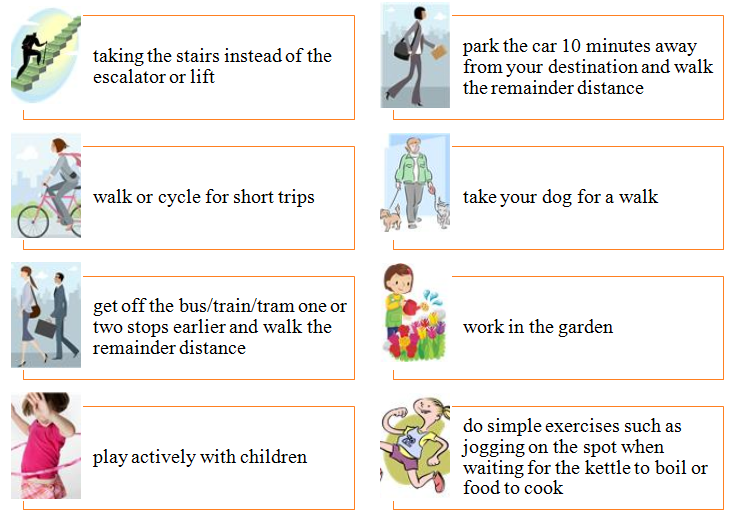 taking the stairs instead of the
escalator or lift
park the car 10 minutes away
from your destination and walk
the remainder distance
walk or cycle for short trips
take your dog for a walk
get off the bus/train/tram one or
two stops earlier and walk the
remainder distance
work in the garden
play actively with children
do simple exercises such as
jogging on the spot when
waiting for the kettle to boil or
food to cook